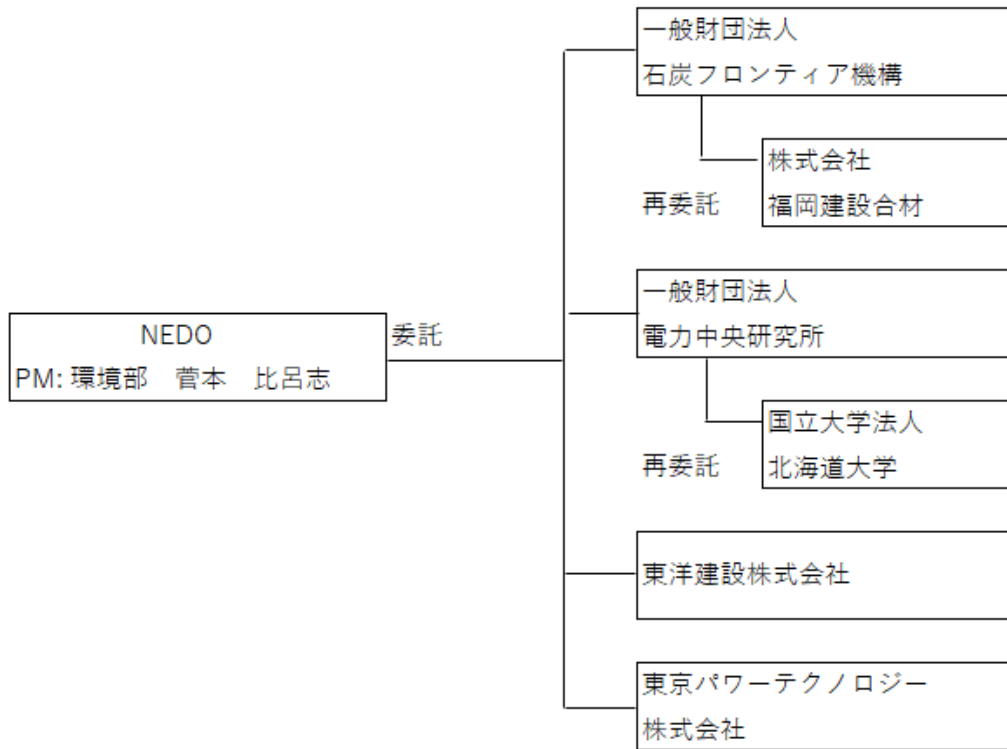 NEDO
PM: 環境部　菅本　比呂志
委託
一般財団法人
石炭フロンティア機構
再委託
株式会社
福岡建設合材
一般財団法人
電力中央研究所
再委託
国立大学法人
北海道大学
東洋建設株式会社
東京パワーテクノロジー
株式会社